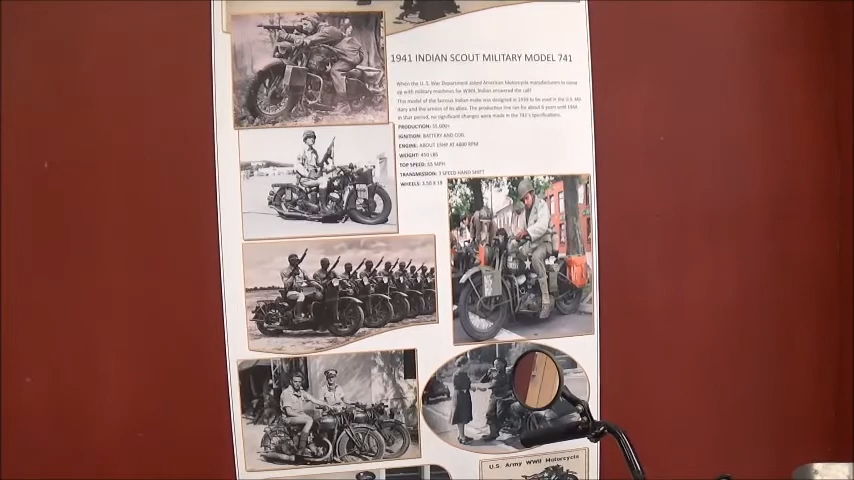 1941 INDIAN SCOUT MILITARY MODEL 741
When the U. S. War Department asked American Motorcycle manufacturers to come
up with military machines for WWII, Indian answered the call!
This model of the famous Indian make was designed in 1939 to be used in the U.S. Mi
itary and the armies of its allies. The production line ran for about 6 years until 1944
in that period, no significant changes were made in the 741's specifications.
PRODUCTION: 35,000+
IGNITION: BATTERY AND COIL
ENGINE: ABOUT 15HP AT 4800 RPM
WEIGHT: 450 LBS
TOP SPEED: 65 MPH
TRANSMISSION: 3 SPEED HAND SHIFT
WHEELS: 3.50 X 18
U.S. Army WWII Motorcycle